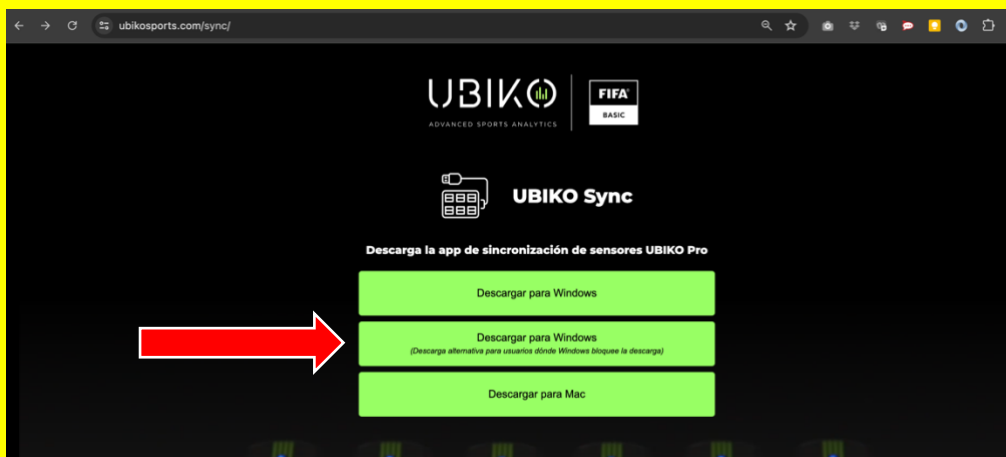 ubikosports.com/sync/
UBIKO
ADVANCED SPORTS ANALYTICS
FIFA
BASIC
UBIKO Sync
Descarga la app de sincronización de sensores UBIKO Pro
Descargar para Windows
Descargar para Windows
(Descarga alternativa para usuarios dónde Windows bloquee la descarga)
Descargar para Mac